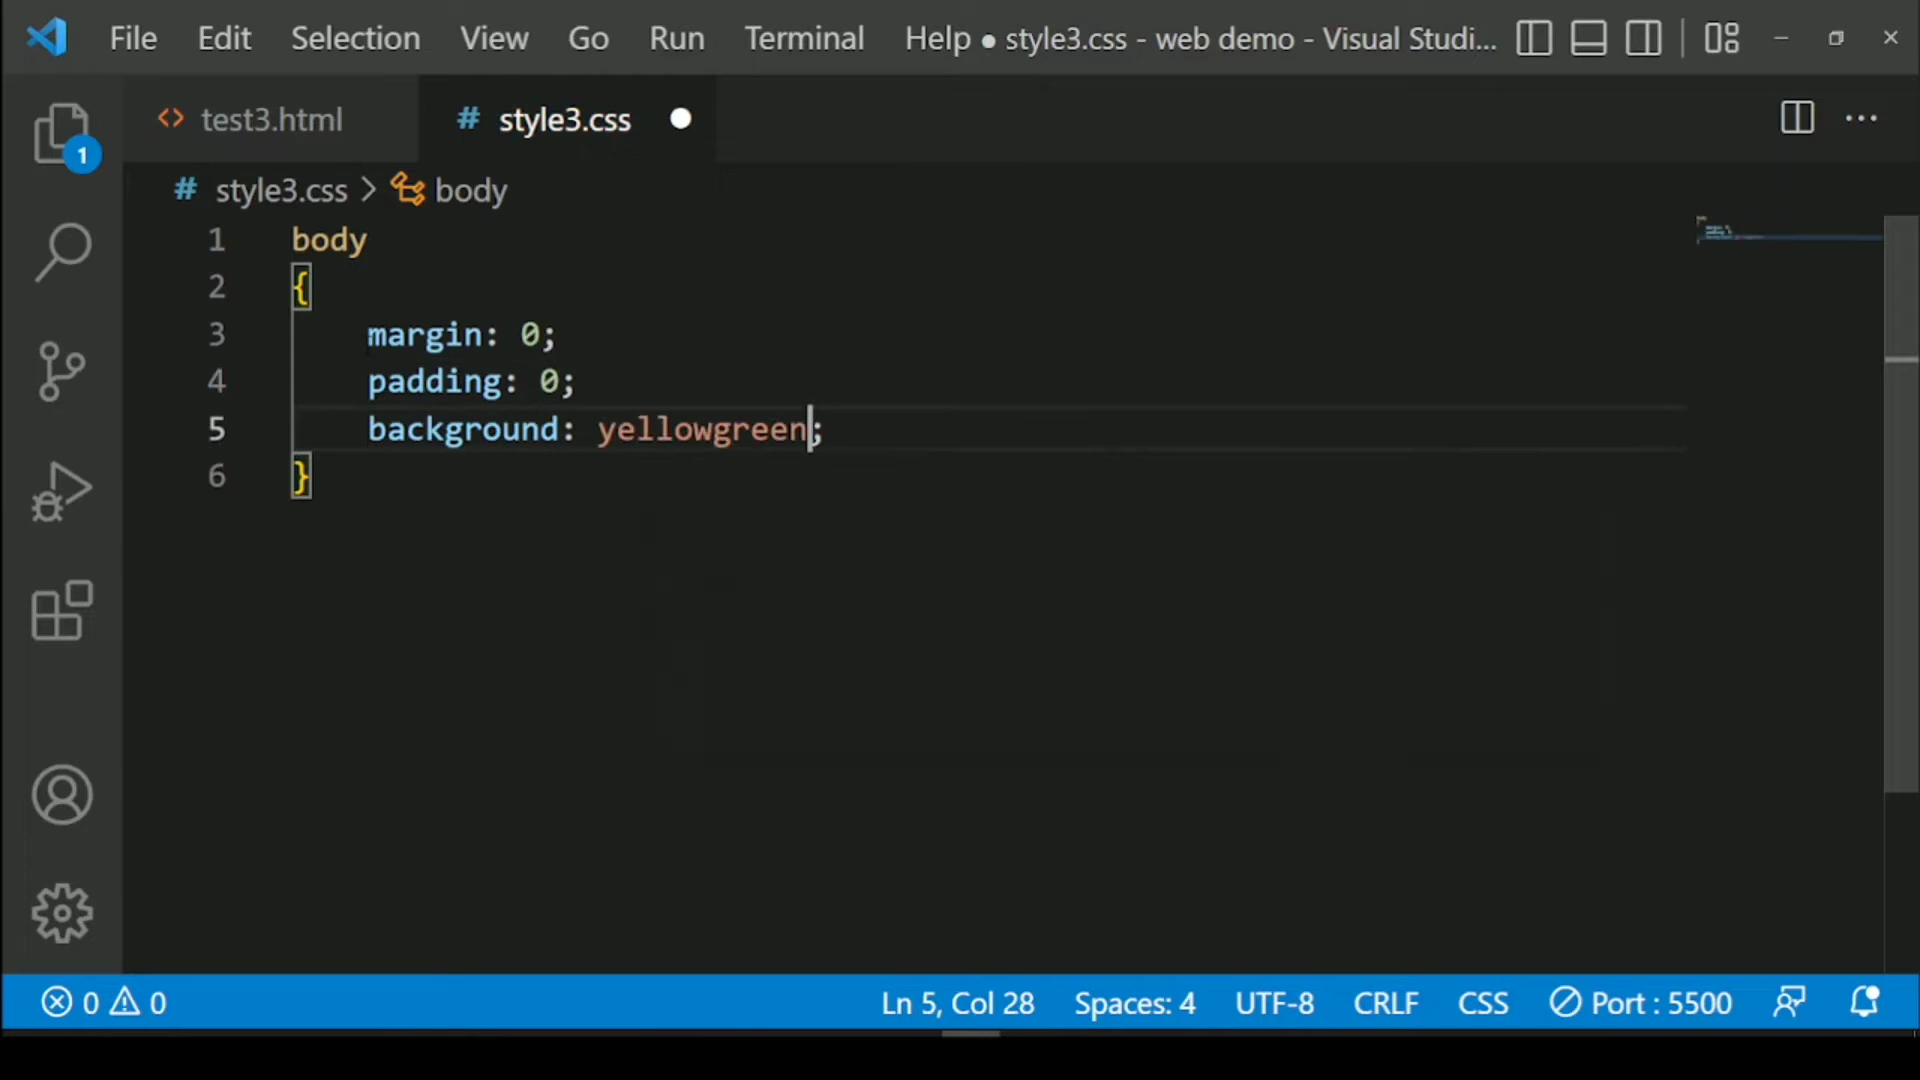 File Edit Selection View Go Run Terminal Help ● style3.css - web demo - Visual Studi...
1
<> test3.html # style3.css ●
# style3.css > body
1 body
2 {
3 margin: 0;
4 padding: 0;
5 background: yellowgreen;
6 }
0 0 Ln 5, Col 28 Spaces: 4 UTF-8 CRLF CSS Port : 5500